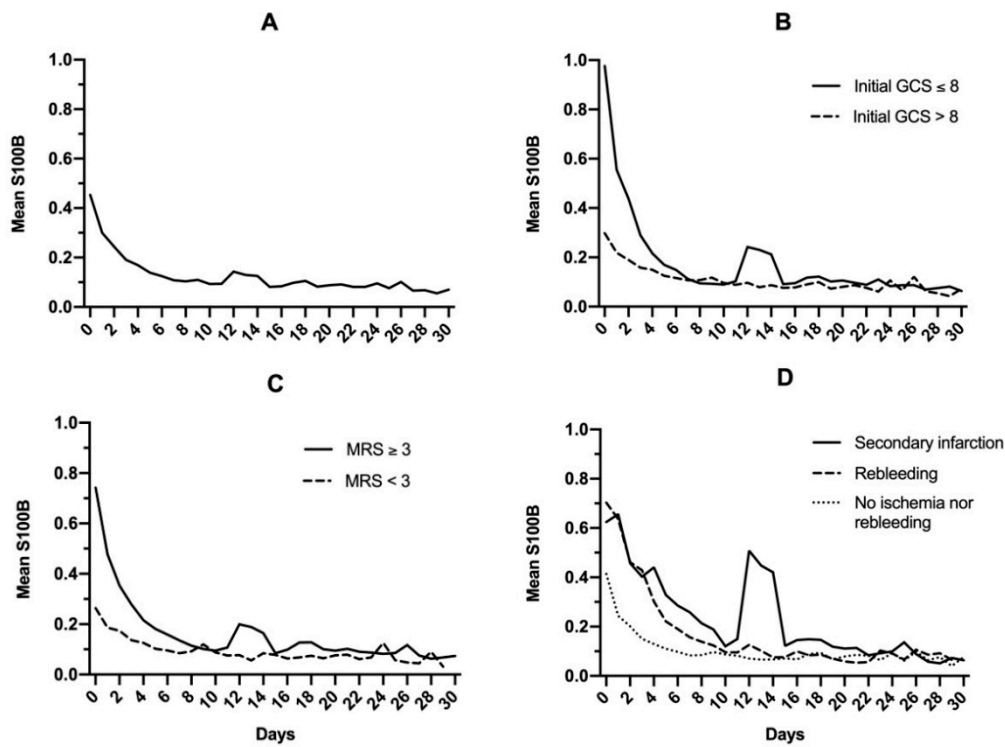 A
1.0
0.8
0.6
0.4
0.2
0.0
Mean S100B
0 2 4 6 8 10 12 14 16 18 20 22 24 26 28 30
B
1.0
0.8
0.6
0.4
0.2
0.0
Mean S100B
Initial GCS ≤ 8
Initial GCS > 8
0 2 4 6 8 10 12 14 16 18 20 22 24 26 28 30
C
1.0
0.8
0.6
0.4
0.2
0.0
Mean S100B
MRS ≥ 3
MRS < 3
0 2 4 6 8 10 12 14 16 18 20 22 24 26 28 30
Days
D
1.0
0.8
0.6
0.4
0.2
0.0
Mean S100B
Secondary infarction
Rebleeding
No ischemia nor
rebleeding
0 2 4 6 8 10 12 14 16 18 20 22 24 26 28 30
Days